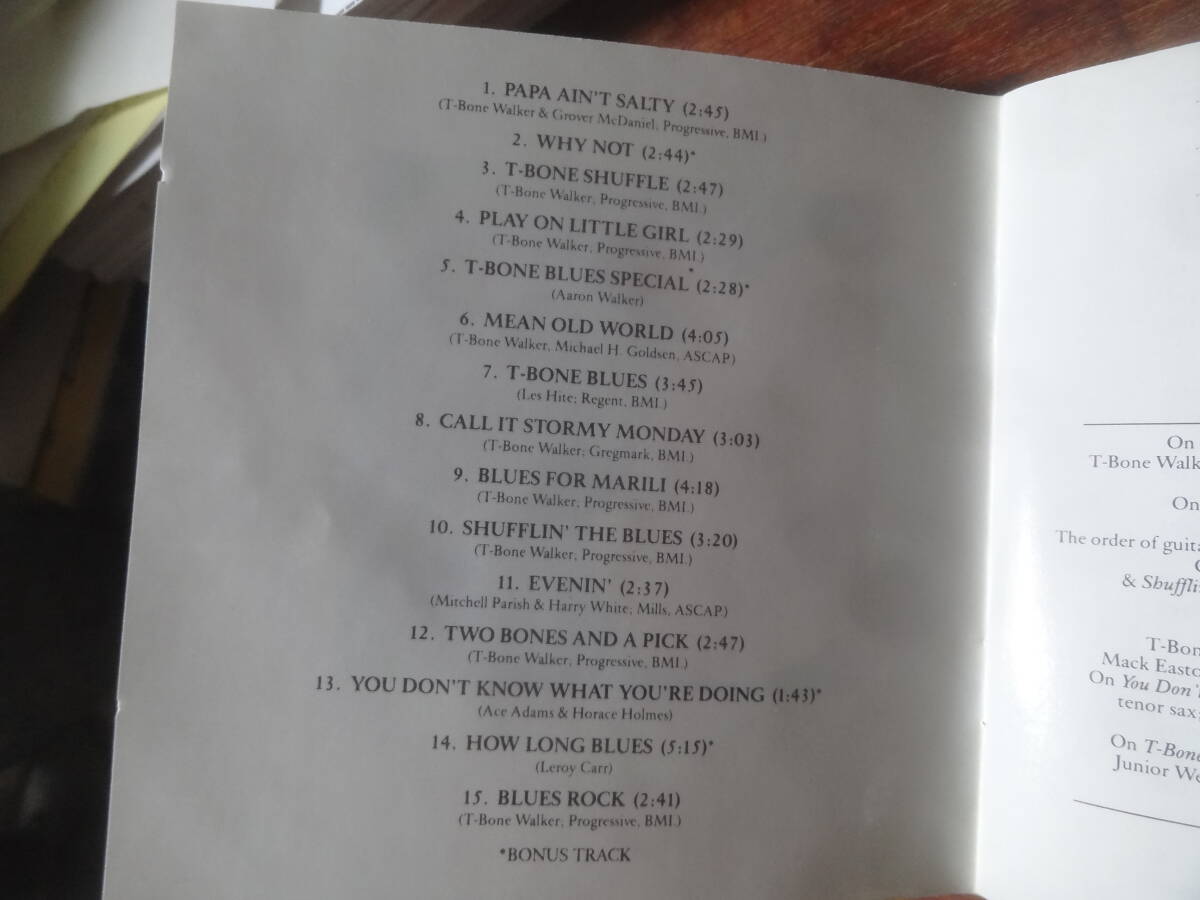 1. PAPA AIN'T SALTY (2:45)
(T-Bone Walker & Grover McDaniel, Progressive, BMI.)
2. WHY NOT (2:44)*
3. T-BONE SHUFFLE (2:47)
(T-Bone Walker, Progressive, BMI.)
4. PLAY ON LITTLE GIRL (2:29)
(T-Bone Walker, Progressive, BMI.)
5. T-BONE BLUES SPECIAL* (2:28)*
(Aaron Walker)
6. MEAN OLD WORLD (4:05)
(T-Bone Walker, Michael H. Goldsen, ASCAP)
7. T-BONE BLUES (3:45)
(Les Hite; Regent, BMI.)
8. CALL IT STORMY MONDAY (3:03)
(T-Bone Walker; Gregmark, BMI.)
9. BLUES FOR MARILI (4:18)
(T-Bone Walker, Progressive, BMI.)
10. SHUFFLIN' THE BLUES (3:20)
(T-Bone Walker; Progressive, BMI.)
11. EVENIN' (2:37)
(Mitchell Parish & Harry White; Mills, ASCAP.)
12. TWO BONES AND A PICK (2:47)
(T-Bone Walker, Progressive, BMI.)
13. YOU DON'T KNOW WHAT YOU'RE DOING (1:43)*
(Ace Adams & Horace Holmes)
14. HOW LONG BLUES (5:15)*
(Leroy Carr)
15. BLUES ROCK (2:41)
(T-Bone Walker, Progressive, BMI.)
*BONUS TRACK
On
T-Bone Walk
On
The order of guita
& Shuffli
T-Bon
Mack Easto
On You Don'
tenor sax;
On T-Bone
Junior We